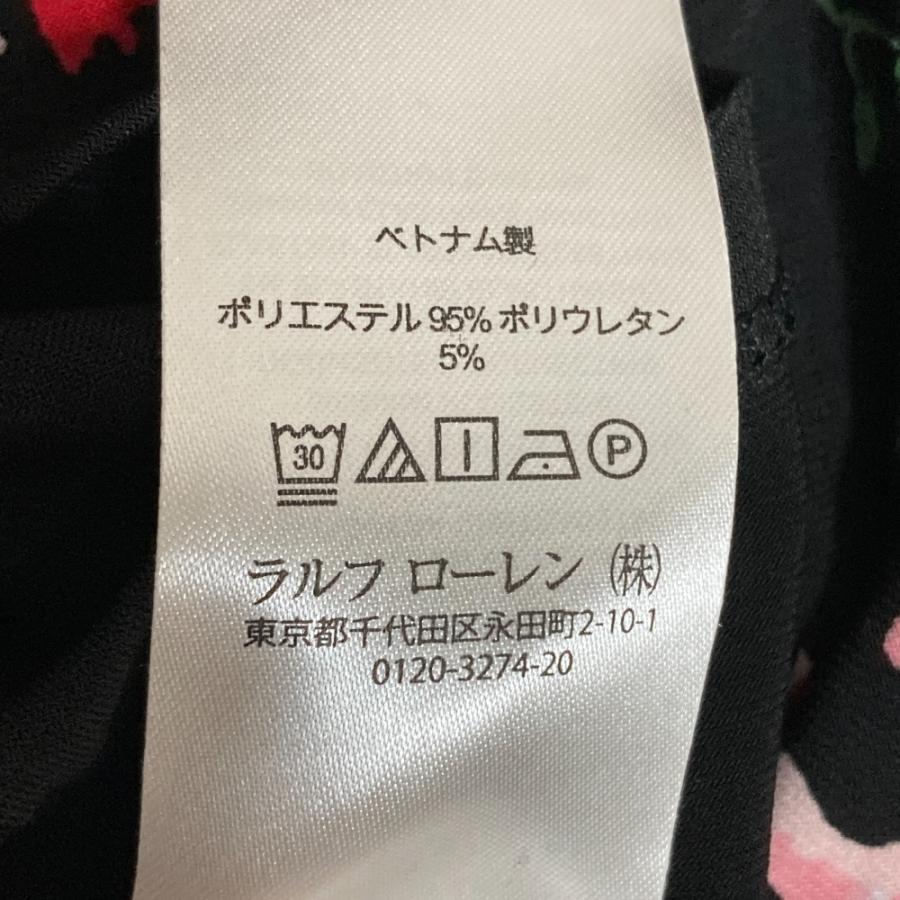 ベトナム製
ポリエステル 95% ポリウレタン
5%
30 P
ラルフ ローレン (株)
東京都千代田区永田町2-10-1
0120-3274-20